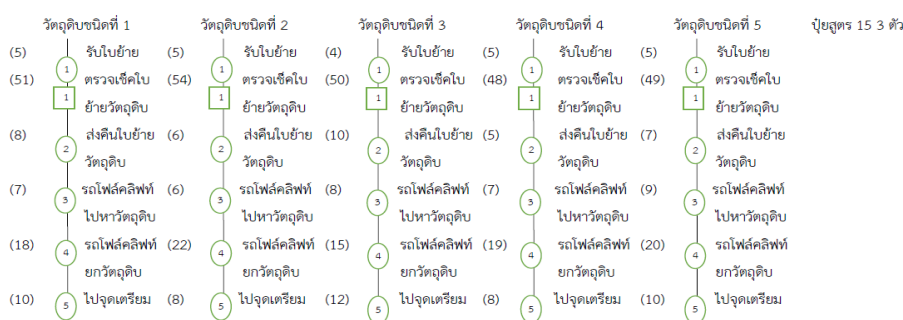 วัตถุดิบชนิดที่ 1 วัตถุดิบชนิดที่ 2 วัตถุดิบชนิดที่ 3 วัตถุดิบชนิดที่ 4 วัตถุดิบชนิดที่ 5 ปุ๋ยสูตร 15 3 ตัว
(5) รับใบย้าย (5) รับใบย้าย (4) รับใบย้าย (5) รับใบย้าย (5) รับใบย้าย
1 1 1 1 1
(51) ตรวจเช็คใบ (54) ตรวจเช็คใบ (50) ตรวจเช็คใบ (48) ตรวจเช็คใบ (49) ตรวจเช็คใบ
1 ย้ายวัตถุดิบ 1 ย้ายวัตถุดิบ 1 ย้ายวัตถุดิบ 1 ย้ายวัตถุดิบ 1 ย้ายวัตถุดิบ
(8) ส่งคืนใบย้าย (6) ส่งคืนใบย้าย (10) ส่งคืนใบย้าย (5) ส่งคืนใบย้าย (7) ส่งคืนใบย้าย
2 วัตถุดิบ 2 วัตถุดิบ 2 วัตถุดิบ 2 วัตถุดิบ 2 วัตถุดิบ
(7) รถโฟล์คลิฟท์ (6) รถโฟล์คลิฟท์ (8) รถโฟล์คลิฟท์ (7) รถโฟล์คลิฟท์ (9) รถโฟล์คลิฟท์
3 ไปหาวัตถุดิบ 3 ไปหาวัตถุดิบ 3 ไปหาวัตถุดิบ 3 ไปหาวัตถุดิบ 3 ไปหาวัตถุดิบ
(18) รถโฟล์คลิฟท์ (22) รถโฟล์คลิฟท์ (15) รถโฟล์คลิฟท์ (19) รถโฟล์คลิฟท์ (20) รถโฟล์คลิฟท์
4 ยกวัตถุดิบ 4 ยกวัตถุดิบ 4 ยกวัตถุดิบ 4 ยกวัตถุดิบ 4 ยกวัตถุดิบ
(10) 5 ไปจุดเตรียม (8) 5 ไปจุดเตรียม (12) 5 ไปจุดเตรียม (8) 5 ไปจุดเตรียม (10) 5 ไปจุดเตรียม